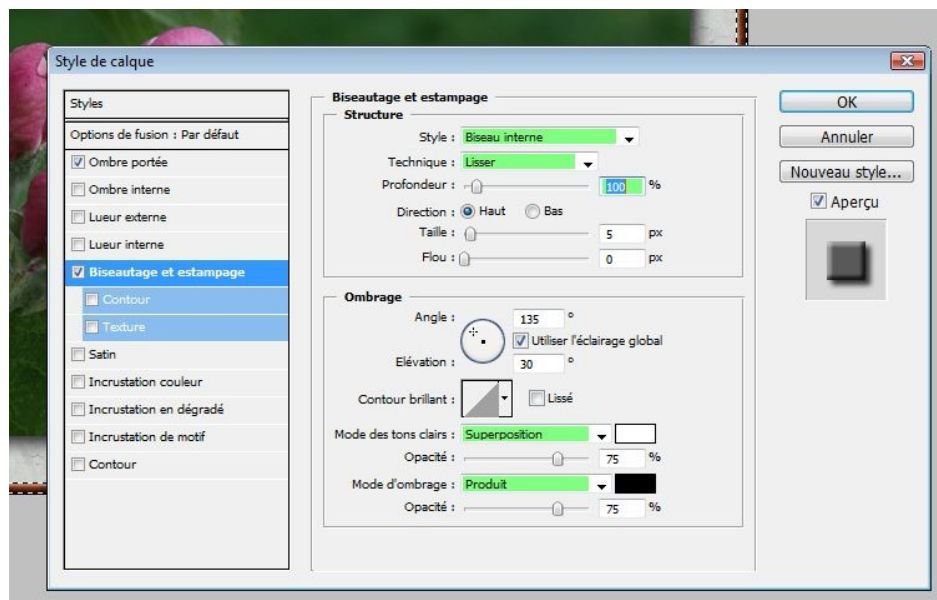 Style de calque
Styles
Options de fusion : Par défaut
Ombre portée
Ombre interne
Lueur externe
Lueur interne
Biseautage et estampage
Contour
Texture
Satin
Incrustation couleur
Incrustation en dégradé
Incrustation de motif
Contour
Biseautage et estampage
Structure
Style : Biseau interne
Technique : Lisser
Profondeur : 100 %
Direction : Haut Bas
Taille : 5 px
Flou : 0 px
Ombrage
Angle : 135 °
Utiliser l'éclairage global
Elévation : 30 °
Contour brillant : Lissé
Mode des tons clairs : Superposition
Opacité : 75 %
Mode d'ombrage : Produit
Opacité : 75 %
OK
Annuler
Nouveau style...
Aperçu